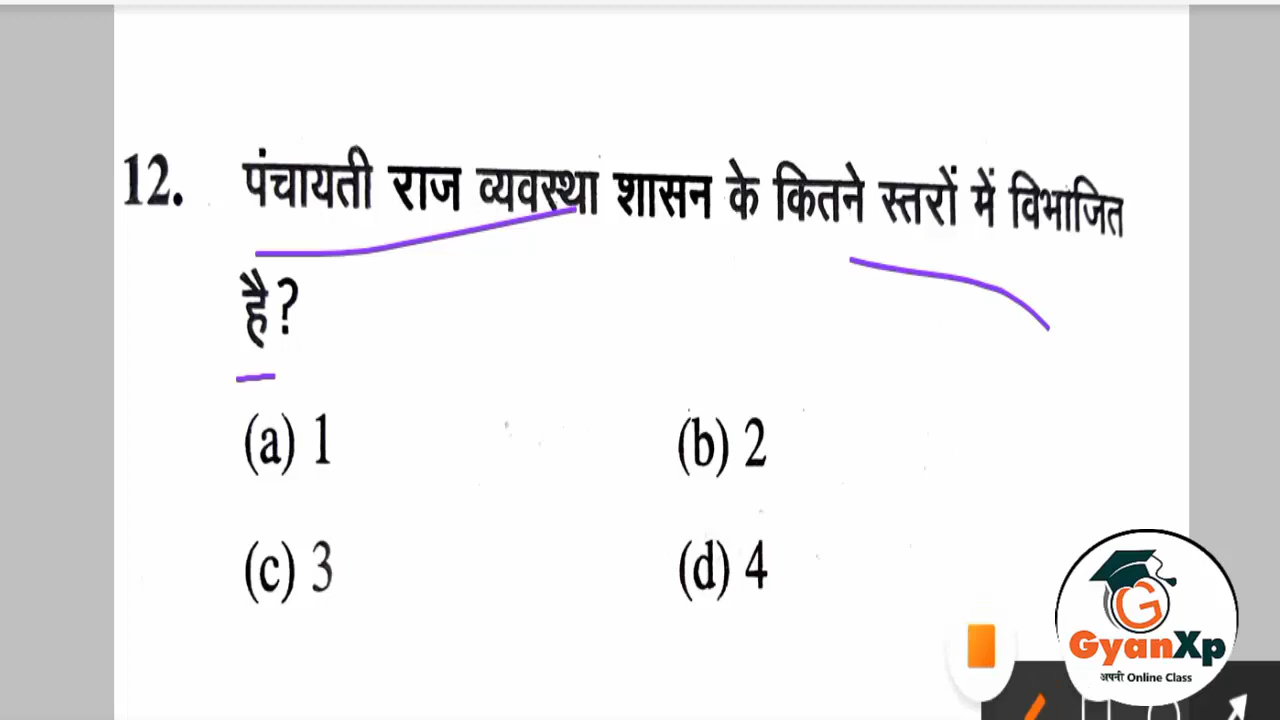 12. पंचायती राज व्यवस्था शासन के कितने स्तरों में विभाजित
है?
(a) 1 (b) 2
(c) 3 (d) 4
G
GyanXp
अपनी Online Class